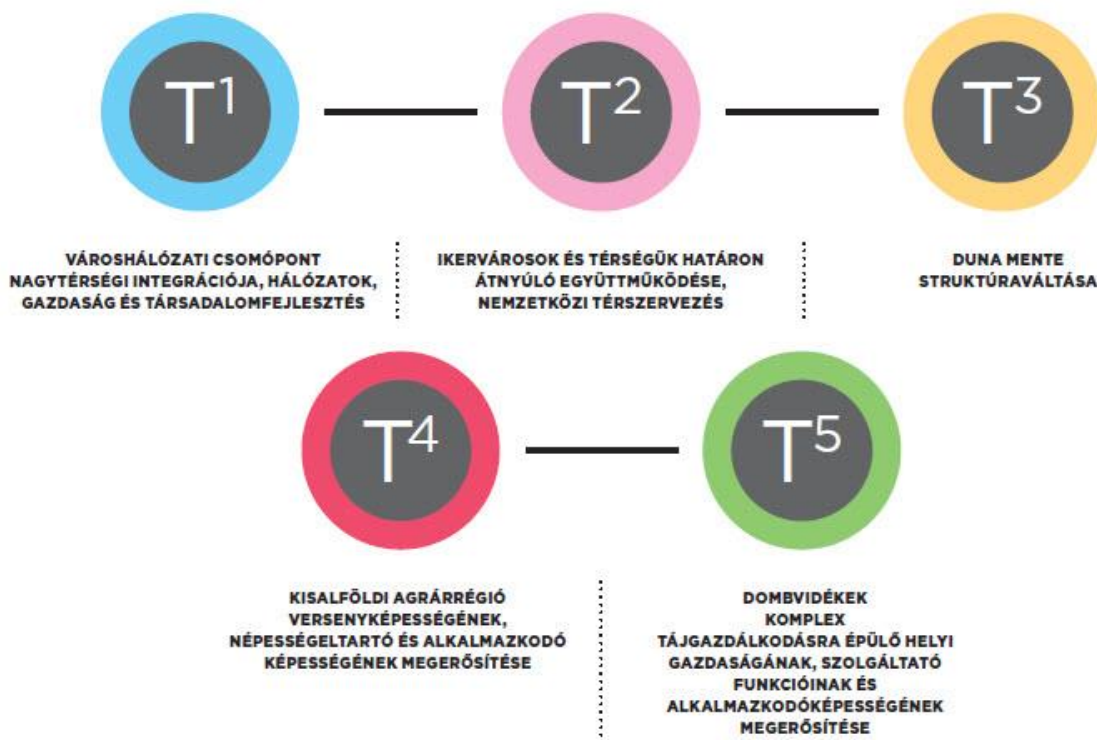 T¹
T²
T³
VÁROSHÁLÓZATI CSOMÓPONT
NAGYTÉRSÉGI INTEGRÁCIÓJA, HÁLÓZATOK,
GAZDASÁG ÉS TÁRSADALOMFEJLESZTÉS
IKERVÁROSOK ÉS TÉRSÉGÜK HATÁRON
ÁTNYÚLÓ EGYÜTTMŰKÖDÉSE,
NEMZETKÖZI TÉRSZERVEZÉS
DUNA MENTE
STRUKTÚRAVÁLTÁSA
T⁴
T⁵
KISALFÖLDI AGRÁRRÉGIÓ
VERSENYKÉPESSÉGÉNEK,
NÉPESSÉGELTARTÓ ÉS ALKALMAZKODÓ
KÉPESSÉGÉNEK MEGERŐSÍTÉSE
DOMBVIDÉKEK
KOMPLEX
TÁJGAZDÁLKODÁSRA ÉPÜLŐ HELYI
GAZDASÁGÁNAK, SZOLGÁLTATÓ
FUNKCIÓINAK ÉS
ALKALMAZKODÓKÉPESSÉGÉNEK
MEGERŐSÍTÉSE